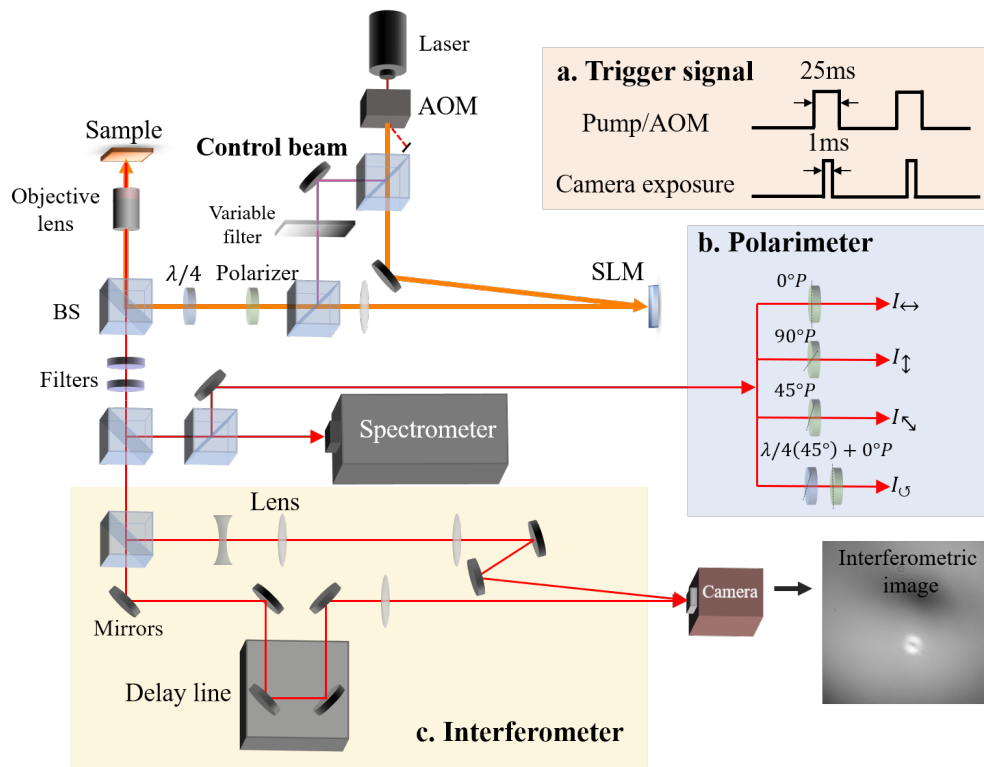 Laser
AOM
Sample
Control beam
Objective
lens
Variable
filter
λ/4
Polarizer
SLM
BS
Filters
Spectrometer
a. Trigger signal
25ms
Pump/AOM
1ms
Camera exposure
b. Polarimeter
0°P
I↔
90°P
I↕
45°P
I⤡
λ/4(45°) + 0°P
I↺
Lens
Mirrors
Delay line
c. Interferometer
Camera
Interferometric
image